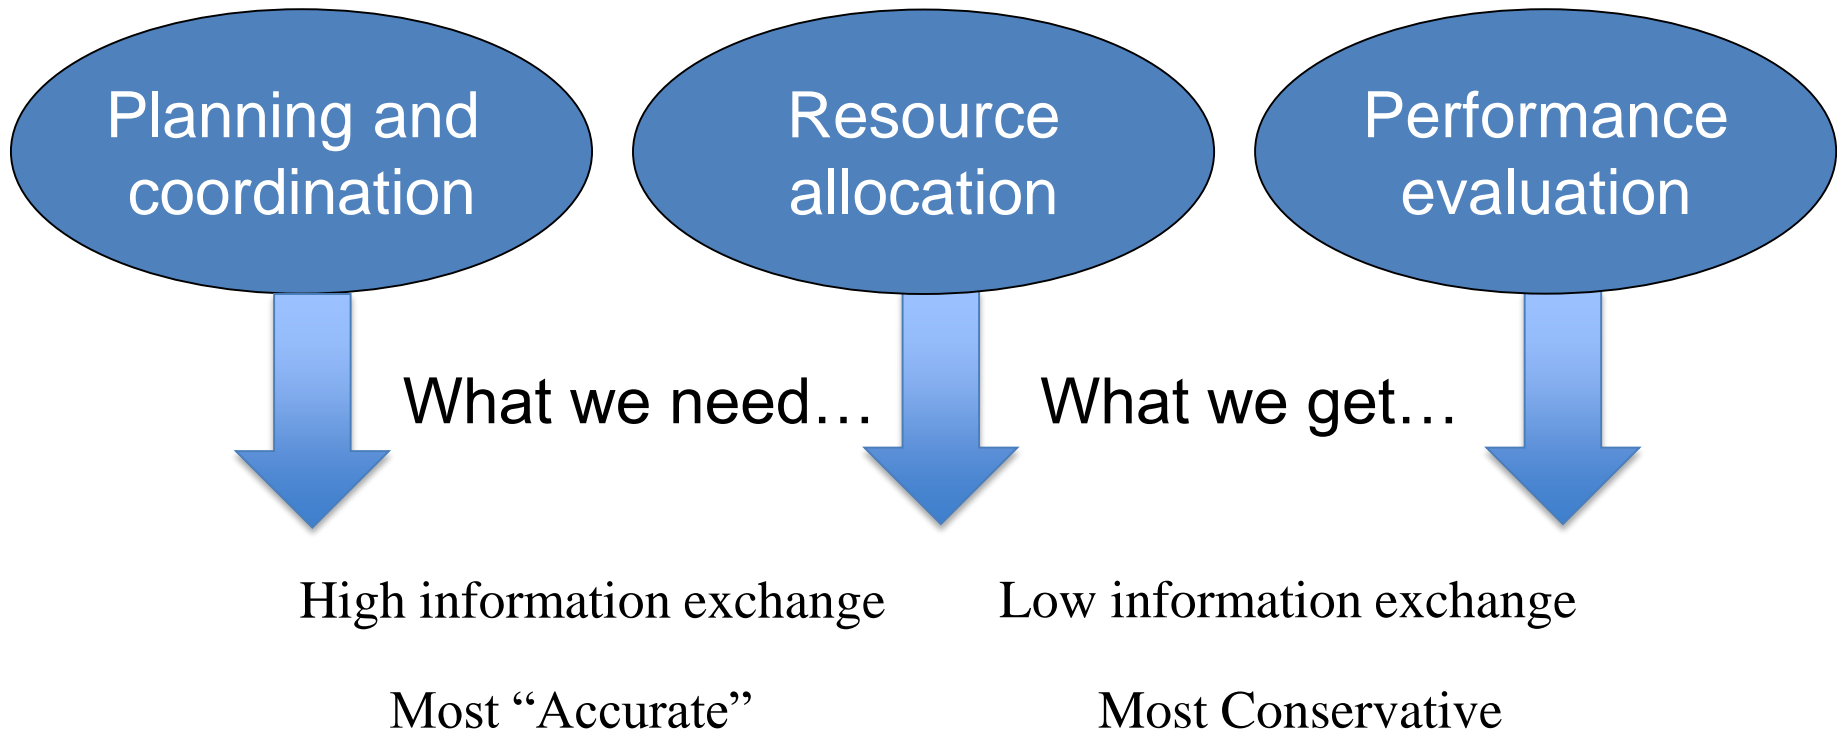 Planning and
coordination
Resource
allocation
Performance
evaluation
What we need…
What we get…
High information exchange
Low information exchange
Most “Accurate”
Most Conservative